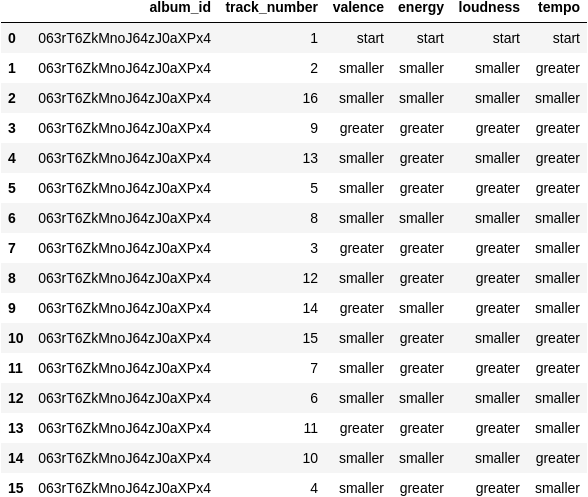 album_id track_number valence energy loudness tempo
0 063rT6ZkMnoJ64zJ0aXPx4 1 start start start start
1 063rT6ZkMnoJ64zJ0aXPx4 2 smaller smaller smaller greater
2 063rT6ZkMnoJ64zJ0aXPx4 16 smaller smaller smaller smaller
3 063rT6ZkMnoJ64zJ0aXPx4 9 greater greater greater greater
4 063rT6ZkMnoJ64zJ0aXPx4 13 smaller greater smaller greater
5 063rT6ZkMnoJ64zJ0aXPx4 5 smaller greater greater greater
6 063rT6ZkMnoJ64zJ0aXPx4 8 smaller smaller smaller smaller
7 063rT6ZkMnoJ64zJ0aXPx4 3 greater greater greater smaller
8 063rT6ZkMnoJ64zJ0aXPx4 12 smaller greater greater smaller
9 063rT6ZkMnoJ64zJ0aXPx4 14 greater smaller greater smaller
10 063rT6ZkMnoJ64zJ0aXPx4 15 smaller greater smaller greater
11 063rT6ZkMnoJ64zJ0aXPx4 7 smaller greater greater greater
12 063rT6ZkMnoJ64zJ0aXPx4 6 smaller smaller smaller smaller
13 063rT6ZkMnoJ64zJ0aXPx4 11 greater greater greater smaller
14 063rT6ZkMnoJ64zJ0aXPx4 10 smaller smaller smaller greater
15 063rT6ZkMnoJ64zJ0aXPx4 4 smaller greater greater smaller